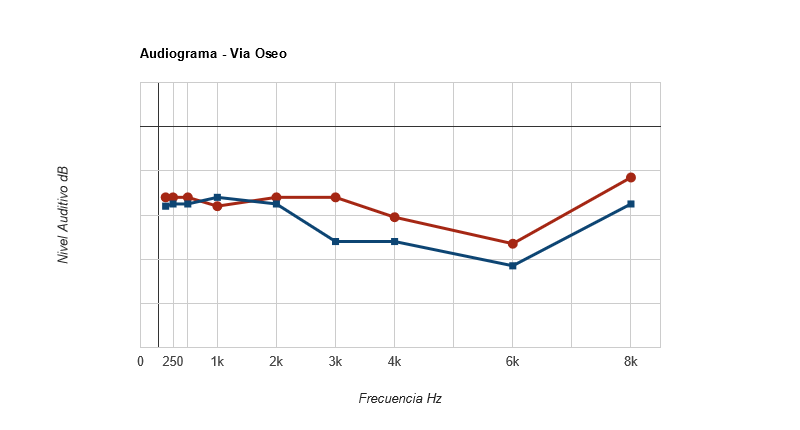 Audiograma - Via Oseo
Nivel Auditivo dB
0 250 1k 2k 3k 4k 6k 8k
Frecuencia Hz